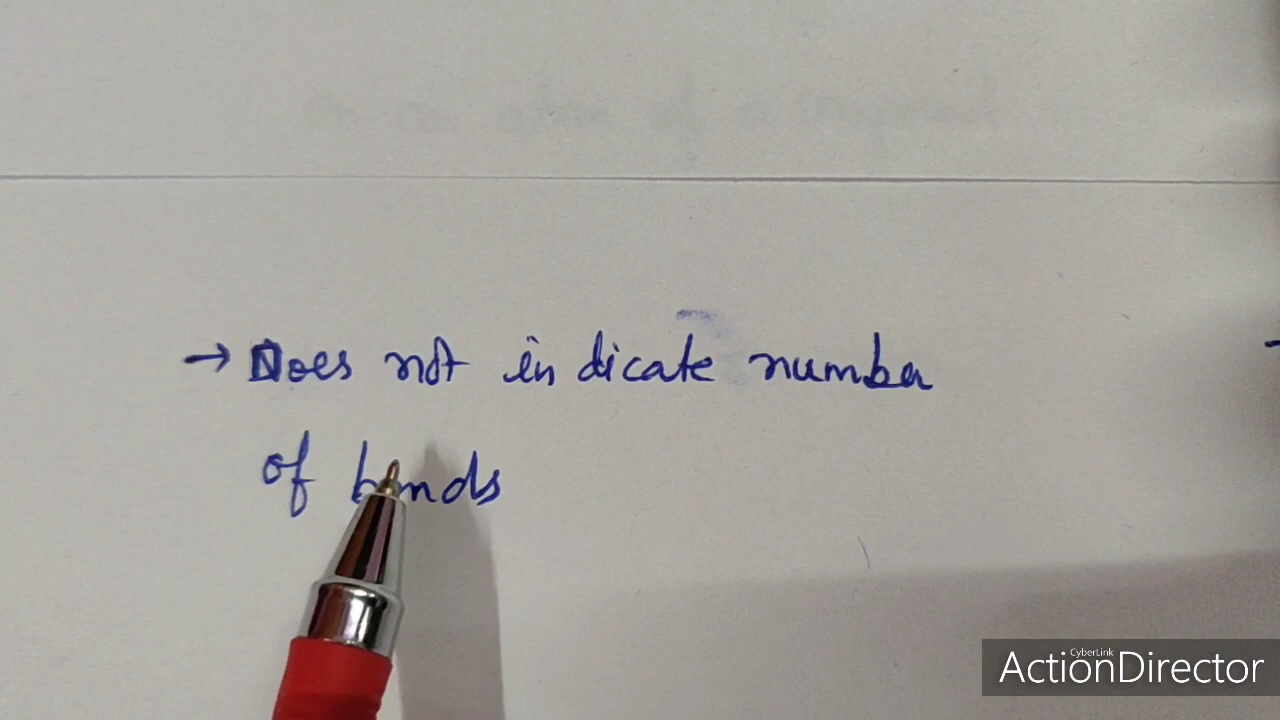 → Does not indicate number
of bonds
CyberLink
ActionDirector